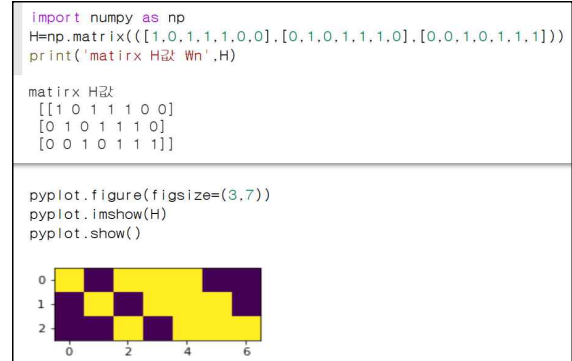 import numpy as np
H=np.matrix(([1,0,1,1,1,0,0],[0,1,0,1,1,1,0],[0,0,1,0,1,1,1]))
print('matirx H값 ₩n',H)
matirx H값
[[1 0 1 1 1 0 0]
[0 1 0 1 1 1 0]
[0 0 1 0 1 1 1]]
pyplot.figure(figsize=(3,7))
pyplot.imshow(H)
pyplot.show()
0
1
2
0 2 4 6